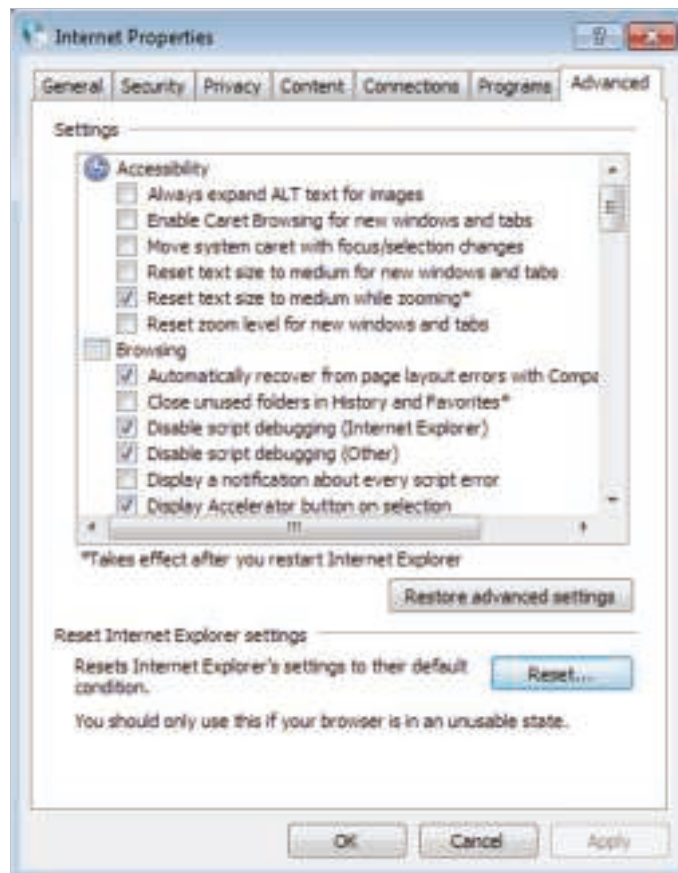 Internet Properties
General Security Privacy Content Connections Programs Advanced
Settings
Accessibility
Always expand ALT text for images
Enable Caret Browsing for new windows and tabs
Move system caret with focus/selection changes
Reset text size to medium for new windows and tabs
Reset text size to medium while zooming*
Reset zoom level for new windows and tabs
Browsing
Automatically recover from page layout errors with Compa
Close unused folders in History and Favorites*
Disable script debugging (Internet Explorer)
Disable script debugging (Other)
Display a notification about every script error
Display Accelerator button on selection
*Takes effect after you restart Internet Explorer
Restore advanced settings
Reset Internet Explorer settings
Resets Internet Explorer's settings to their default
condition.
Reset...
You should only use this if your browser is in an unusable state.
OK Cancel Apply